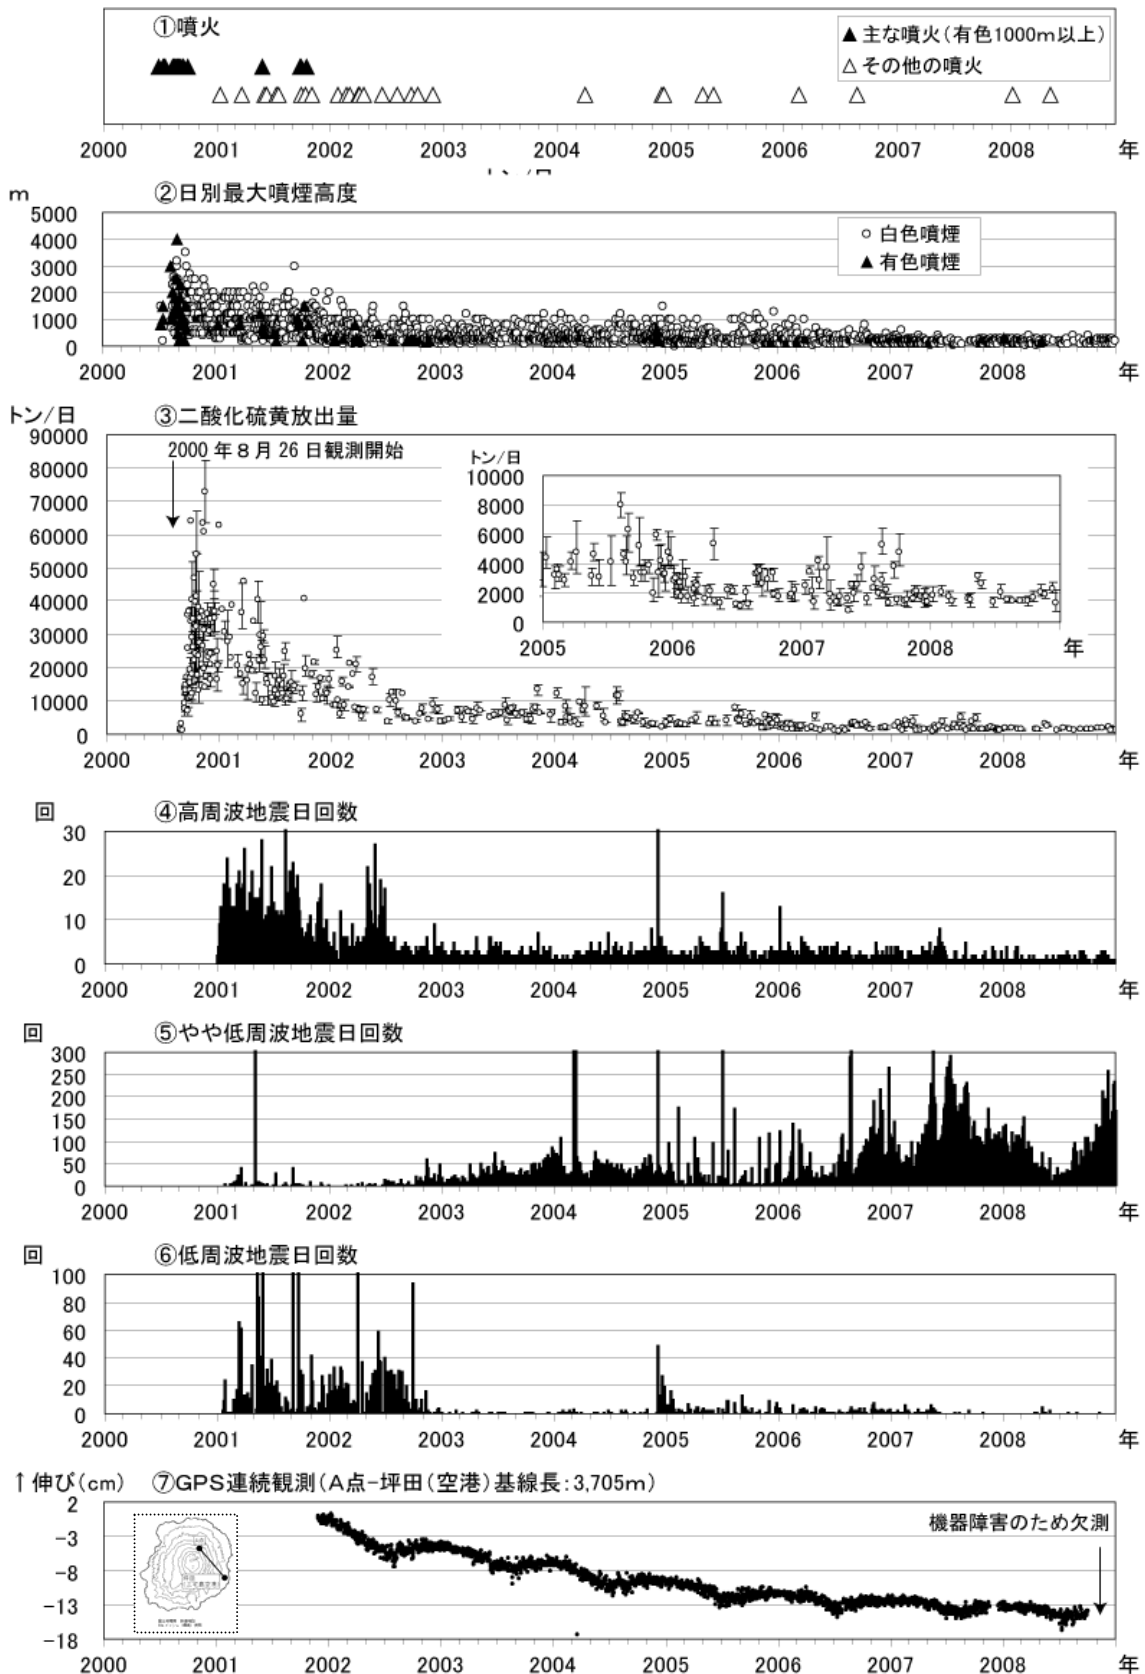 ①噴火
▲主な噴火（有色1000m以上）
△その他の噴火
2000 2001 2002 2003 2004 2005 2006 2007 2008 年
トン/日
m ②日別最大噴煙高度
5000
4000
3000
2000
1000
0
○ 白色噴煙
▲ 有色噴煙
2000 2001 2002 2003 2004 2005 2006 2007 2008 年
トン/日 ③二酸化硫黄放出量
90000
80000
70000
60000
50000
40000
30000
20000
10000
0
2000年8月26日観測開始
トン/日
10000
8000
6000
4000
2000
0
2005 2006 2007 2008 年
2000 2001 2002 2003 2004 2005 2006 2007 2008 年
回 ④高周波地震日回数
30
20
10
0
2000 2001 2002 2003 2004 2005 2006 2007 2008 年
回 ⑤やや低周波地震日回数
300
250
200
150
100
50
0
2000 2001 2002 2003 2004 2005 2006 2007 2008 年
回 ⑥低周波地震日回数
100
80
60
40
20
0
2000 2001 2002 2003 2004 2005 2006 2007 2008 年
↑伸び(cm) ⑦GPS連続観測（A点-坪田（空港）基線長：3,705m）
2
-3
-8
-13
-18
機器障害のため欠測
2000 2001 2002 2003 2004 2005 2006 2007 2008 年